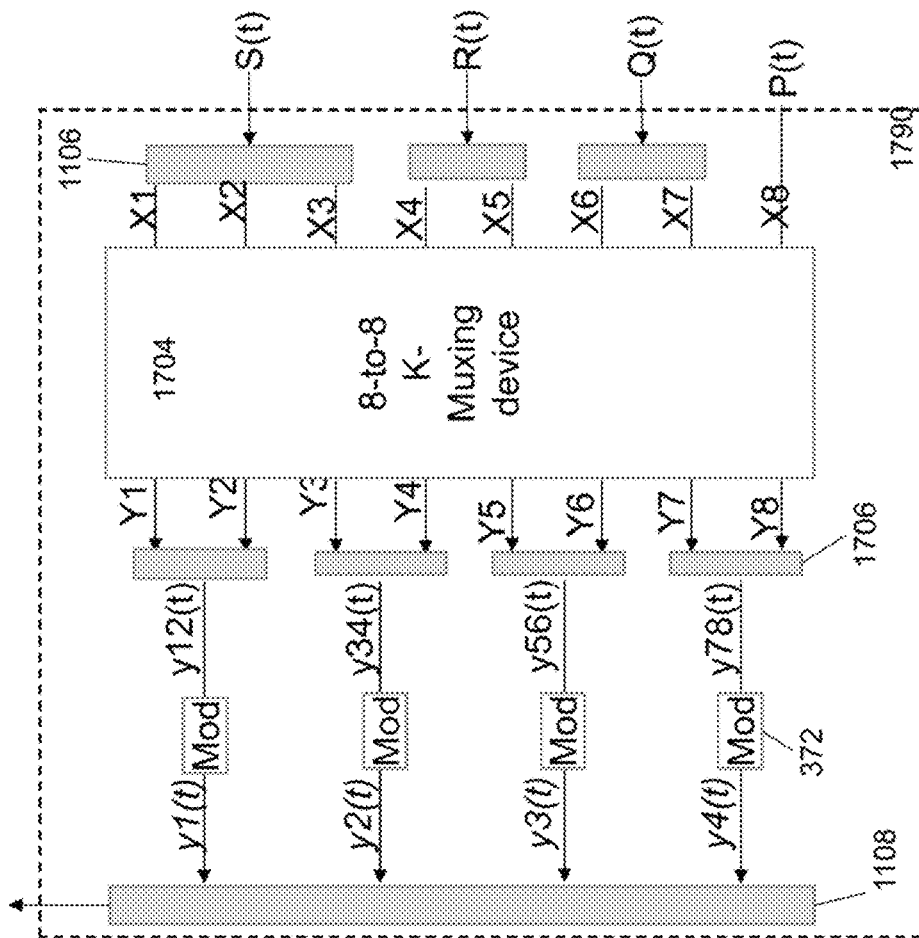 S(t)
R(t)
Q(t)
P(t)
1790
1106
X1
X2
X3
X4
X5
X6
X7
X8
1704
8-to-8
K-
Muxing
device
Y1
Y2
Y3
Y4
Y5
Y6
Y7
Y8
1706
y12(t)
y34(t)
y56(t)
y78(t)
Mod
Mod
Mod
Mod
372
y1(t)
y2(t)
y3(t)
y4(t)
1108